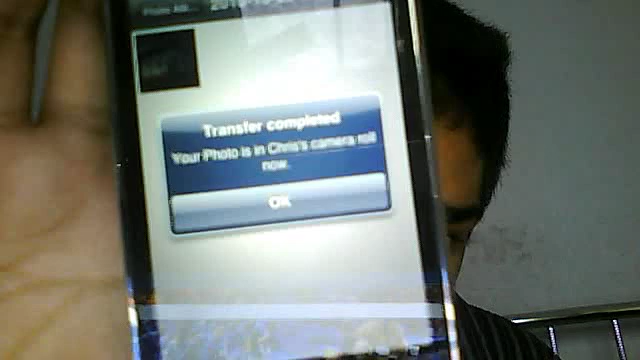 Transfer completed
Your Photo is in Chris's camera roll
now.
OK